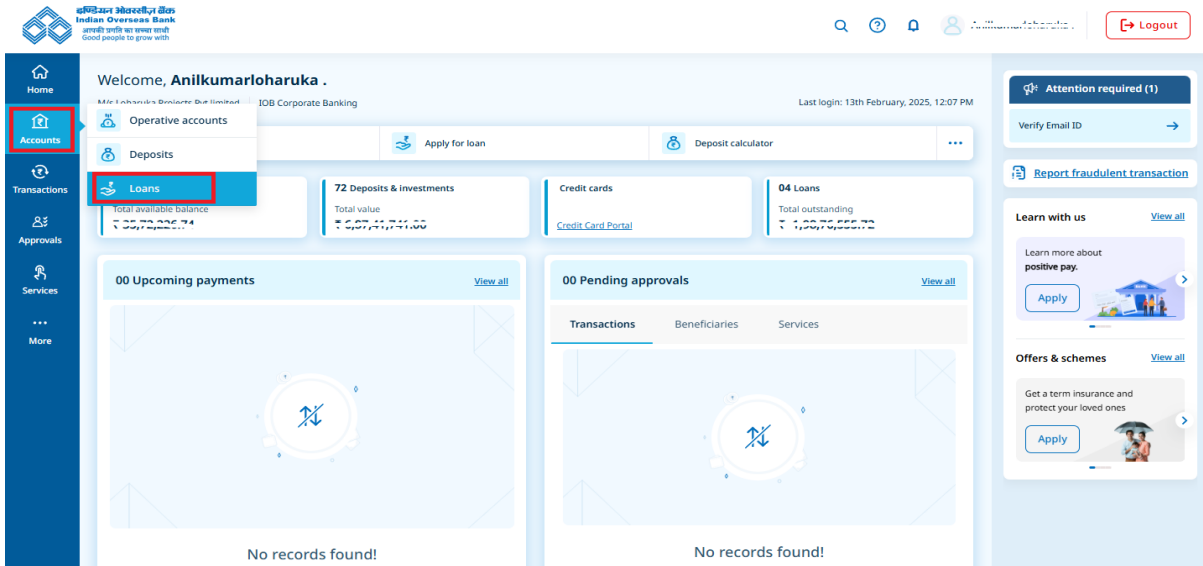 इण्डियन ओवरसीज़ बैंक
Indian Overseas Bank
आपकी प्रगति का सच्चा साथी
Good people to grow with
Logout
Home
Accounts
Transactions
Approvals
Services
More
Welcome, Anilkumarloharuka .
M/s Loharuka Projects Pvt limited IOB Corporate Banking
Last login: 13th February, 2025, 12:07 PM
Operative accounts
Deposits
Loans
Apply for loan
Deposit calculator
Total available balance
72 Deposits & investments
Total value
Credit cards
Credit Card Portal
04 Loans
Total outstanding
00 Upcoming payments View all
No records found!
00 Pending approvals View all
Transactions Beneficiaries Services
No records found!
Attention required (1)
Verify Email ID
Report fraudulent transaction
Learn with us View all
Learn more about
positive pay.
Apply
Offers & schemes View all
Get a term insurance and
protect your loved ones
Apply